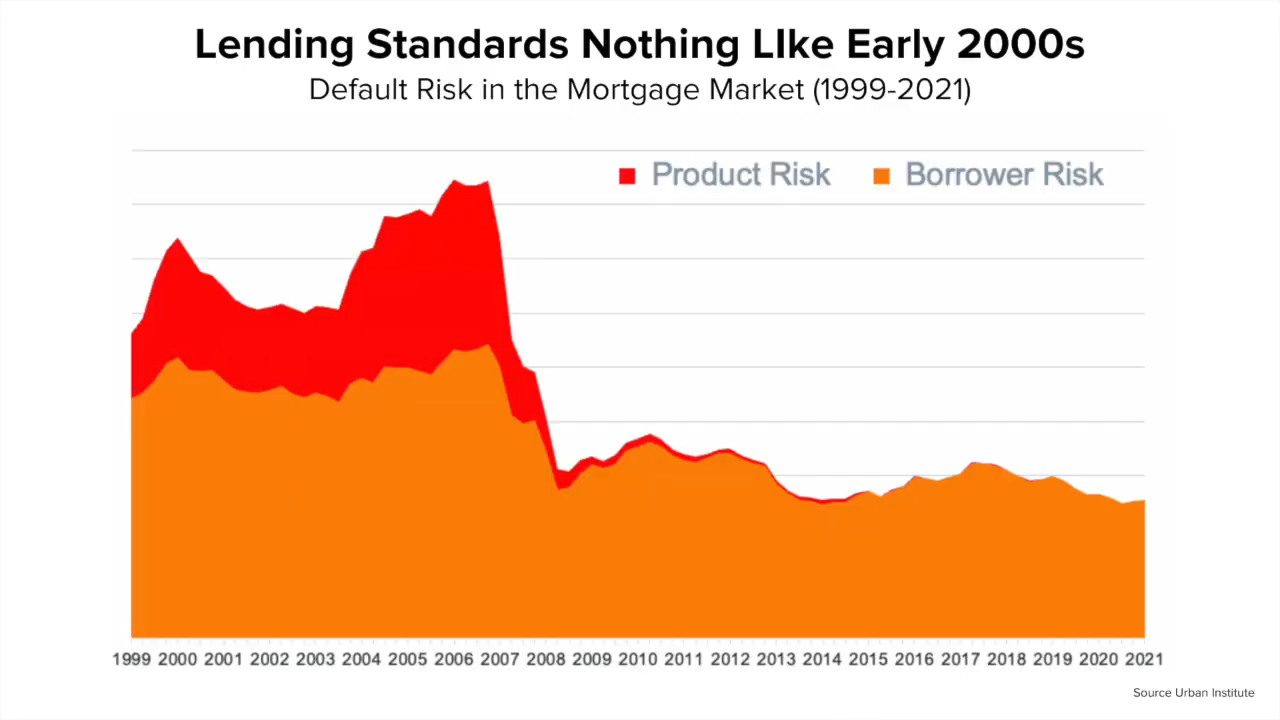 Lending Standards Nothing LIke Early 2000s
Default Risk in the Mortgage Market (1999-2021)
Product Risk Borrower Risk
1999 2000 2001 2002 2003 2004 2005 2006 2007 2008 2009 2010 2011 2012 2013 2014 2015 2016 2017 2018 2019 2020 2021
Source Urban Institute